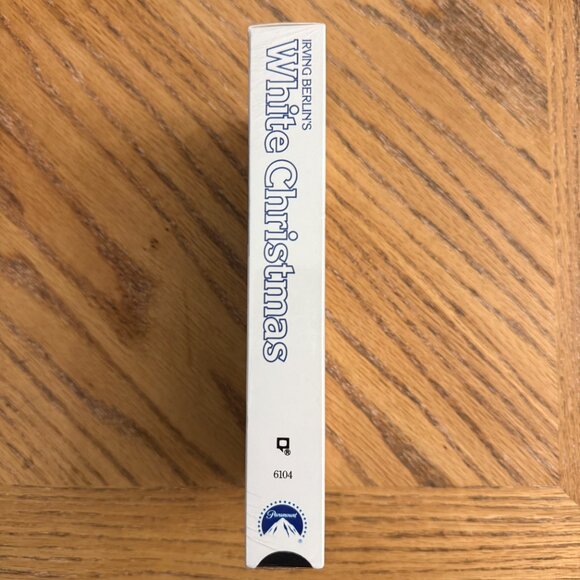 IRVING BERLIN'S
White Christmas
®
6104
Paramount
®